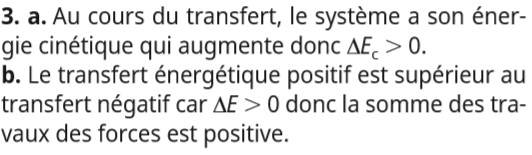 3. a. Au cours du transfert, le système a son éner-
gie cinétique qui augmente donc ΔEc > 0.
b. Le transfert énergétique positif est supérieur au
transfert négatif car ΔE > 0 donc la somme des tra-
vaux des forces est positive.